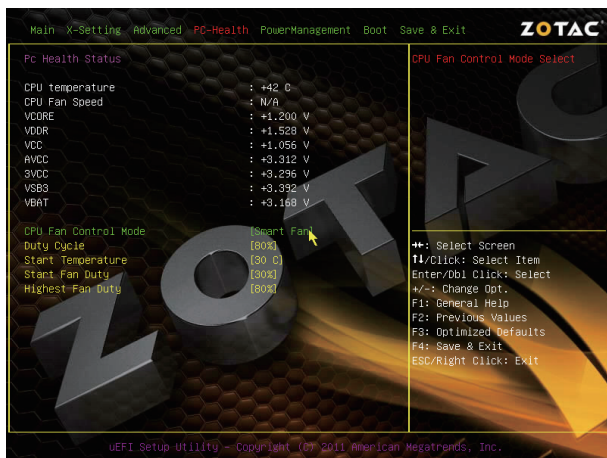 Main X-Setting Advanced PC-Health PowerManagement Boot Save & Exit
ZOTAC
Pc Health Status
CPU Fan Control Mode Select
CPU temperature : +42 C
CPU Fan Speed : N/A
VCORE : +1.200 V
VDDR : +1.528 V
VCC : +1.056 V
AVCC : +3.312 V
3VCC : +3.296 V
VSB3 : +3.392 V
VBAT : +3.168 V
CPU Fan Control Mode [Smart Fan]
Duty Cycle [80%]
Start Temperature [30 C]
Start Fan Duty [30%]
Highest Fan Duty [80%]
ZOTAC
→←: Select Screen
↑↓/Click: Select Item
Enter/Dbl Click: Select
+/-: Change Opt.
F1: General Help
F2: Previous Values
F3: Optimized Defaults
F4: Save & Exit
ESC/Right Click: Exit
uEFI Setup Utility - Copyright (C) 2011 American Megatrends, Inc.